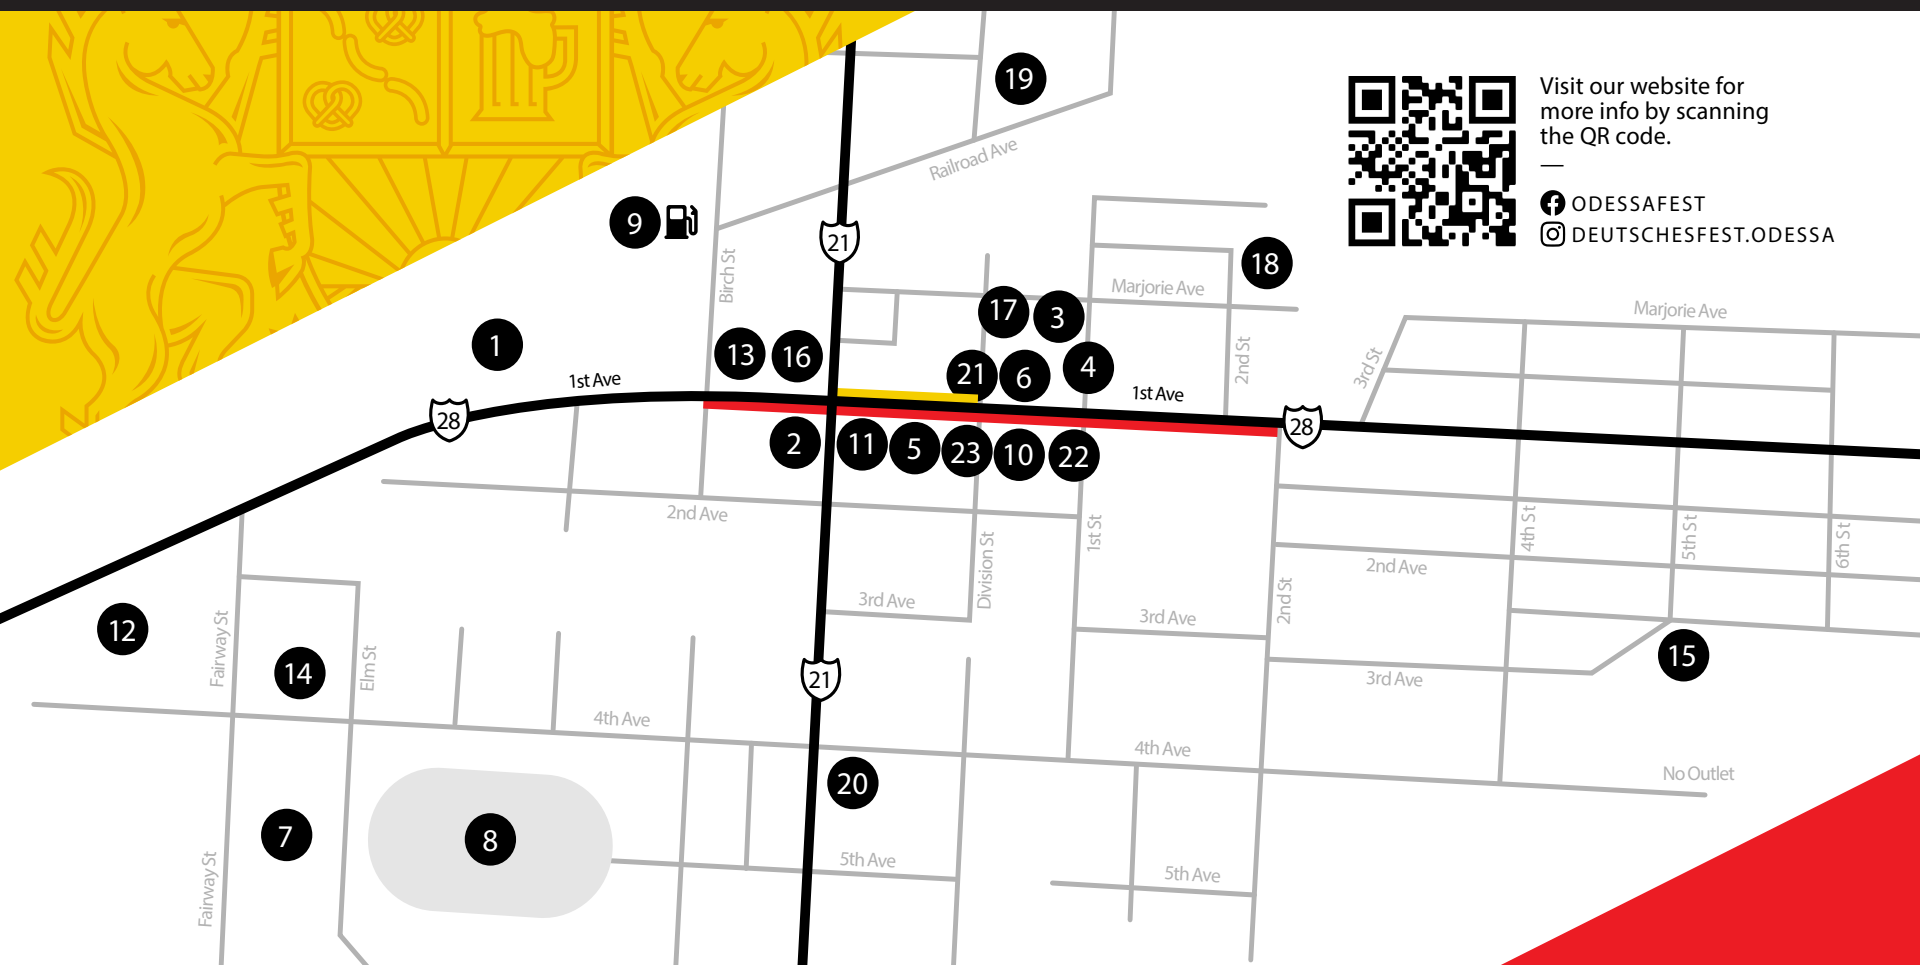 Visit our website for
more info by scanning
the QR code.
—
ODESSAFEST
DEUTSCHESFEST.ODESSA
19
Railroad Ave
9
21
18
Birch St
Marjorie Ave
17
3
Marjorie Ave
1
13
16
21
6
4
2nd St
3rd St
1st Ave
1st Ave
28
28
2
11
5
23
10
22
2nd Ave
1st St
4th St
5th St
6th St
Division St
2nd Ave
2nd St
3rd Ave
3rd Ave
12
Fairway St
14
Elm St
21
15
3rd Ave
4th Ave
4th Ave
No Outlet
20
7
8
5th Ave
5th Ave
Fairway St